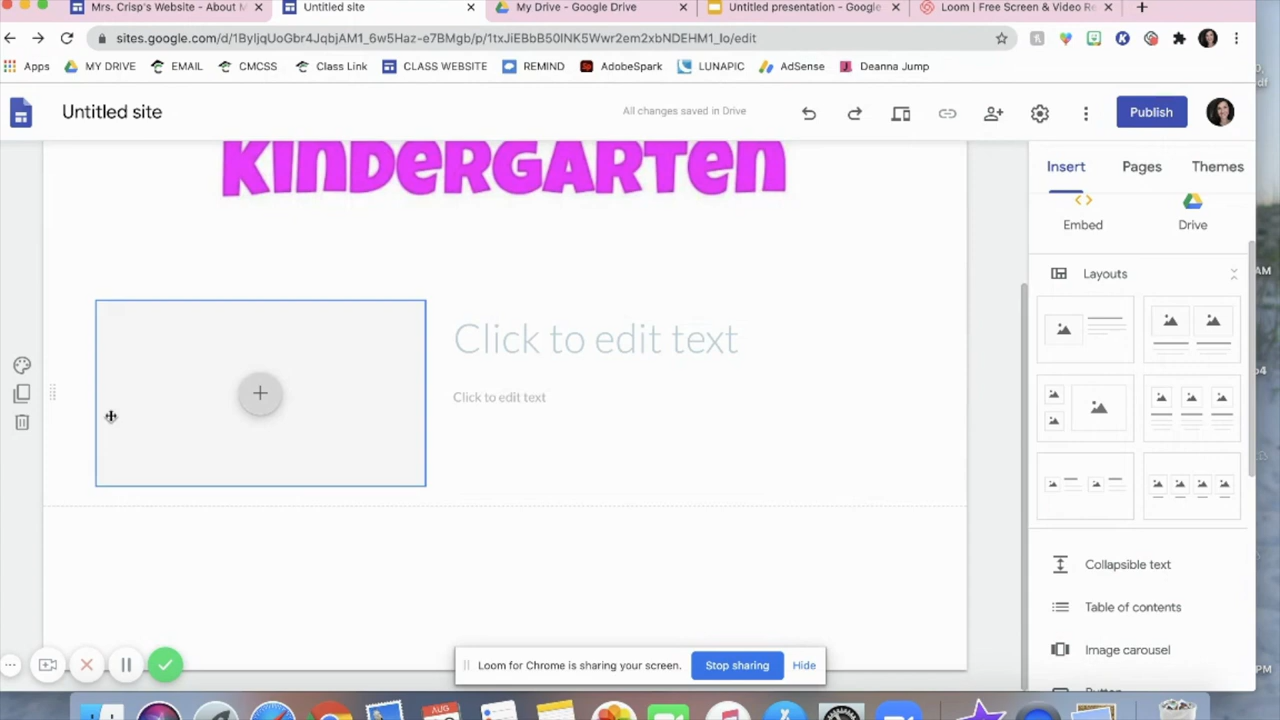 Mrs. Crisp's Website - About M
Untitled site
My Drive - Google Drive
Untitled presentation - Google
Loom | Free Screen & Video Re
sites.google.com/d/1ByljqUoGbr4JqbjAM1_6w5Haz-e7BMgb/p/1txJiEBbB50INK5Wwr2em2xbNDEHM1_Io/edit
Apps
MY DRIVE
EMAIL
CMCSS
Class Link
CLASS WEBSITE
REMIND
AdobeSpark
LUNAPIC
AdSense
Deanna Jump
Untitled site
All changes saved in Drive
Publish
Insert
Pages
Themes
KINDERGARTEN
Embed
Drive
Layouts
Click to edit text
Click to edit text
Collapsible text
Table of contents
Image carousel
Loom for Chrome is sharing your screen.
Stop sharing
Hide
AUG
AM
PM